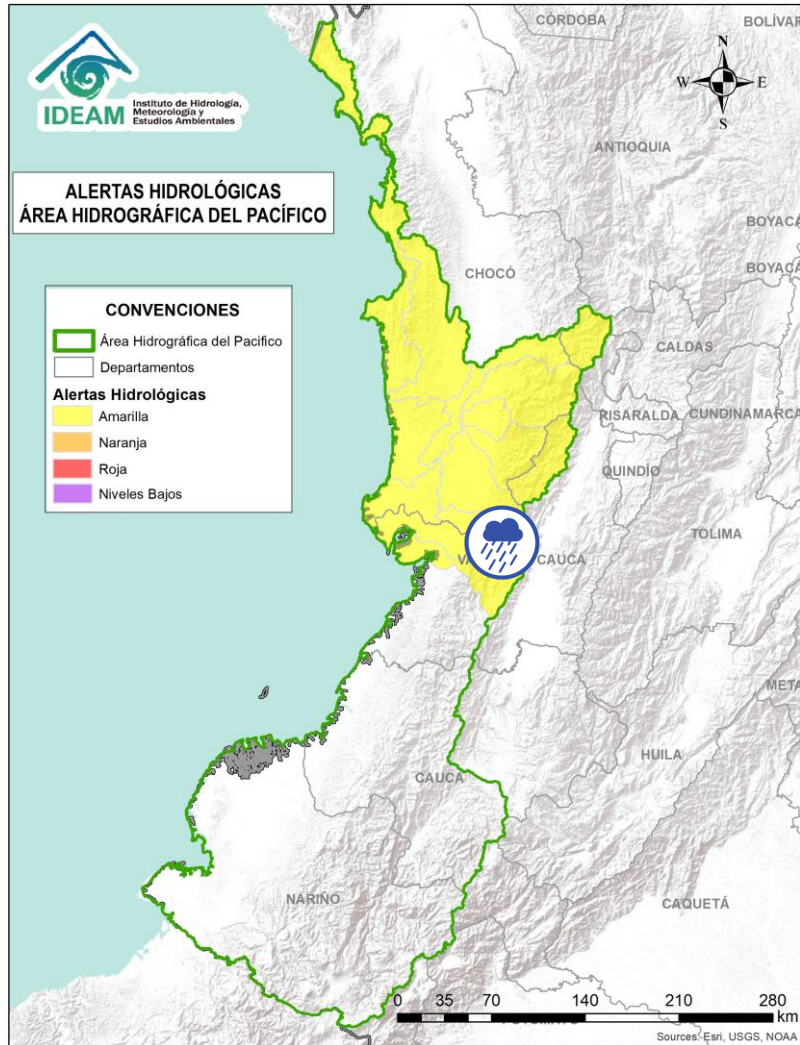 IDEAM
Instituto de Hidrología,
Meteorología y
Estudios Ambientales
ALERTAS HIDROLÓGICAS
ÁREA HIDROGRÁFICA DEL PACÍFICO
CONVENCIONES
Área Hidrográfica del Pacifico
Departamentos
Alertas Hidrológicas
Amarilla
Naranja
Roja
Niveles Bajos
CÓRDOBA
BOLÍVAR
N
W E
S
ANTIOQUIA
BOYACÁ
BOYACÁ
CHOCÓ
CALDAS
RISARALDA
CUNDINAMARCA
QUINDÍO
TOLIMA
CAUCA
META
HUILA
CAUCA
NARIÑO
CAQUETÁ
0 35 70 140 210 280
km
Sources: Esri, USGS, NOAA